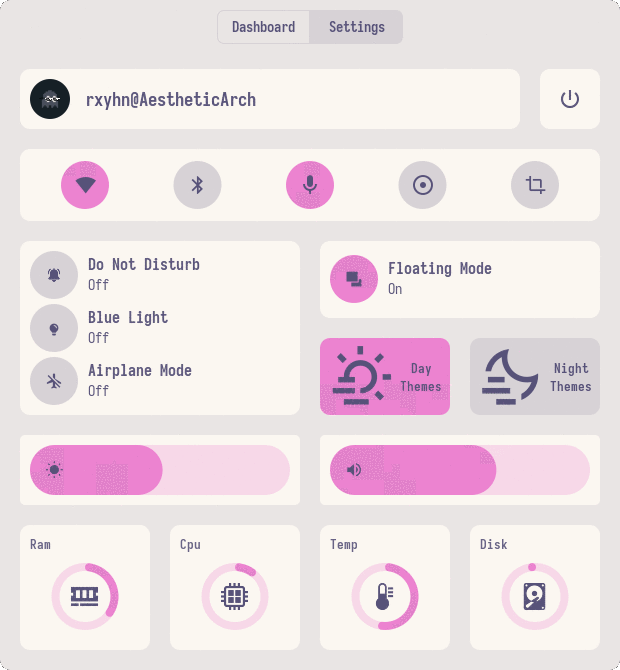 Dashboard
Settings
rxyhn@AestheticArch
Do Not Disturb
Off
Blue Light
Off
Airplane Mode
Off
Floating Mode
On
Day
Themes
Night
Themes
Ram
Cpu
Temp
Disk